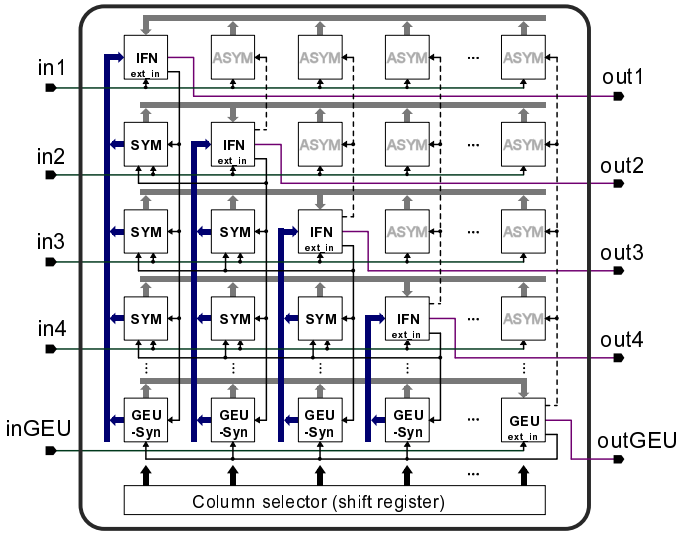 IFN ASYM ASYM ASYM ASYM
in1 ext_in ... out1
SYM IFN ASYM ASYM ASYM
in2 ext_in ... out2
SYM SYM IFN ASYM ASYM
in3 ext_in ... out3
SYM SYM SYM IFN ASYM
in4 ext_in ... out4
... ... ... ... ...
GEU GEU GEU GEU GEU
-Syn -Syn -Syn -Syn ... ext_in
inGEU outGEU
...
Column selector (shift register)